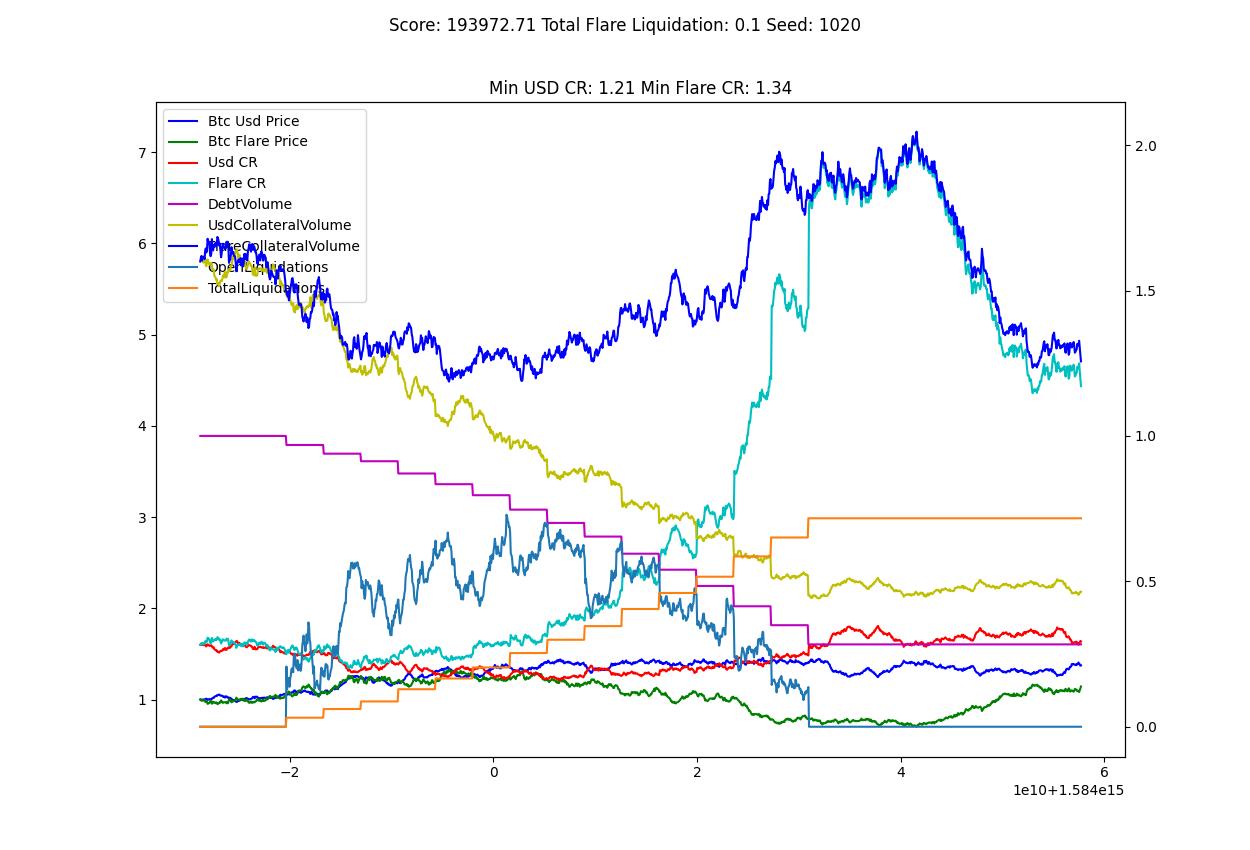 Score: 193972.71 Total Flare Liquidation: 0.1 Seed: 1020
Min USD CR: 1.21 Min Flare CR: 1.34
Btc Usd Price
Btc Flare Price
Usd CR
Flare CR
DebtVolume
UsdCollateralVolume
FlareCollateralVolume
OpenLiquidations
TotalLiquidations
7
6
5
4
3
2
1
2.0
1.5
1.0
0.5
0.0
−2
0
2
4
6
1e10+1.584e15